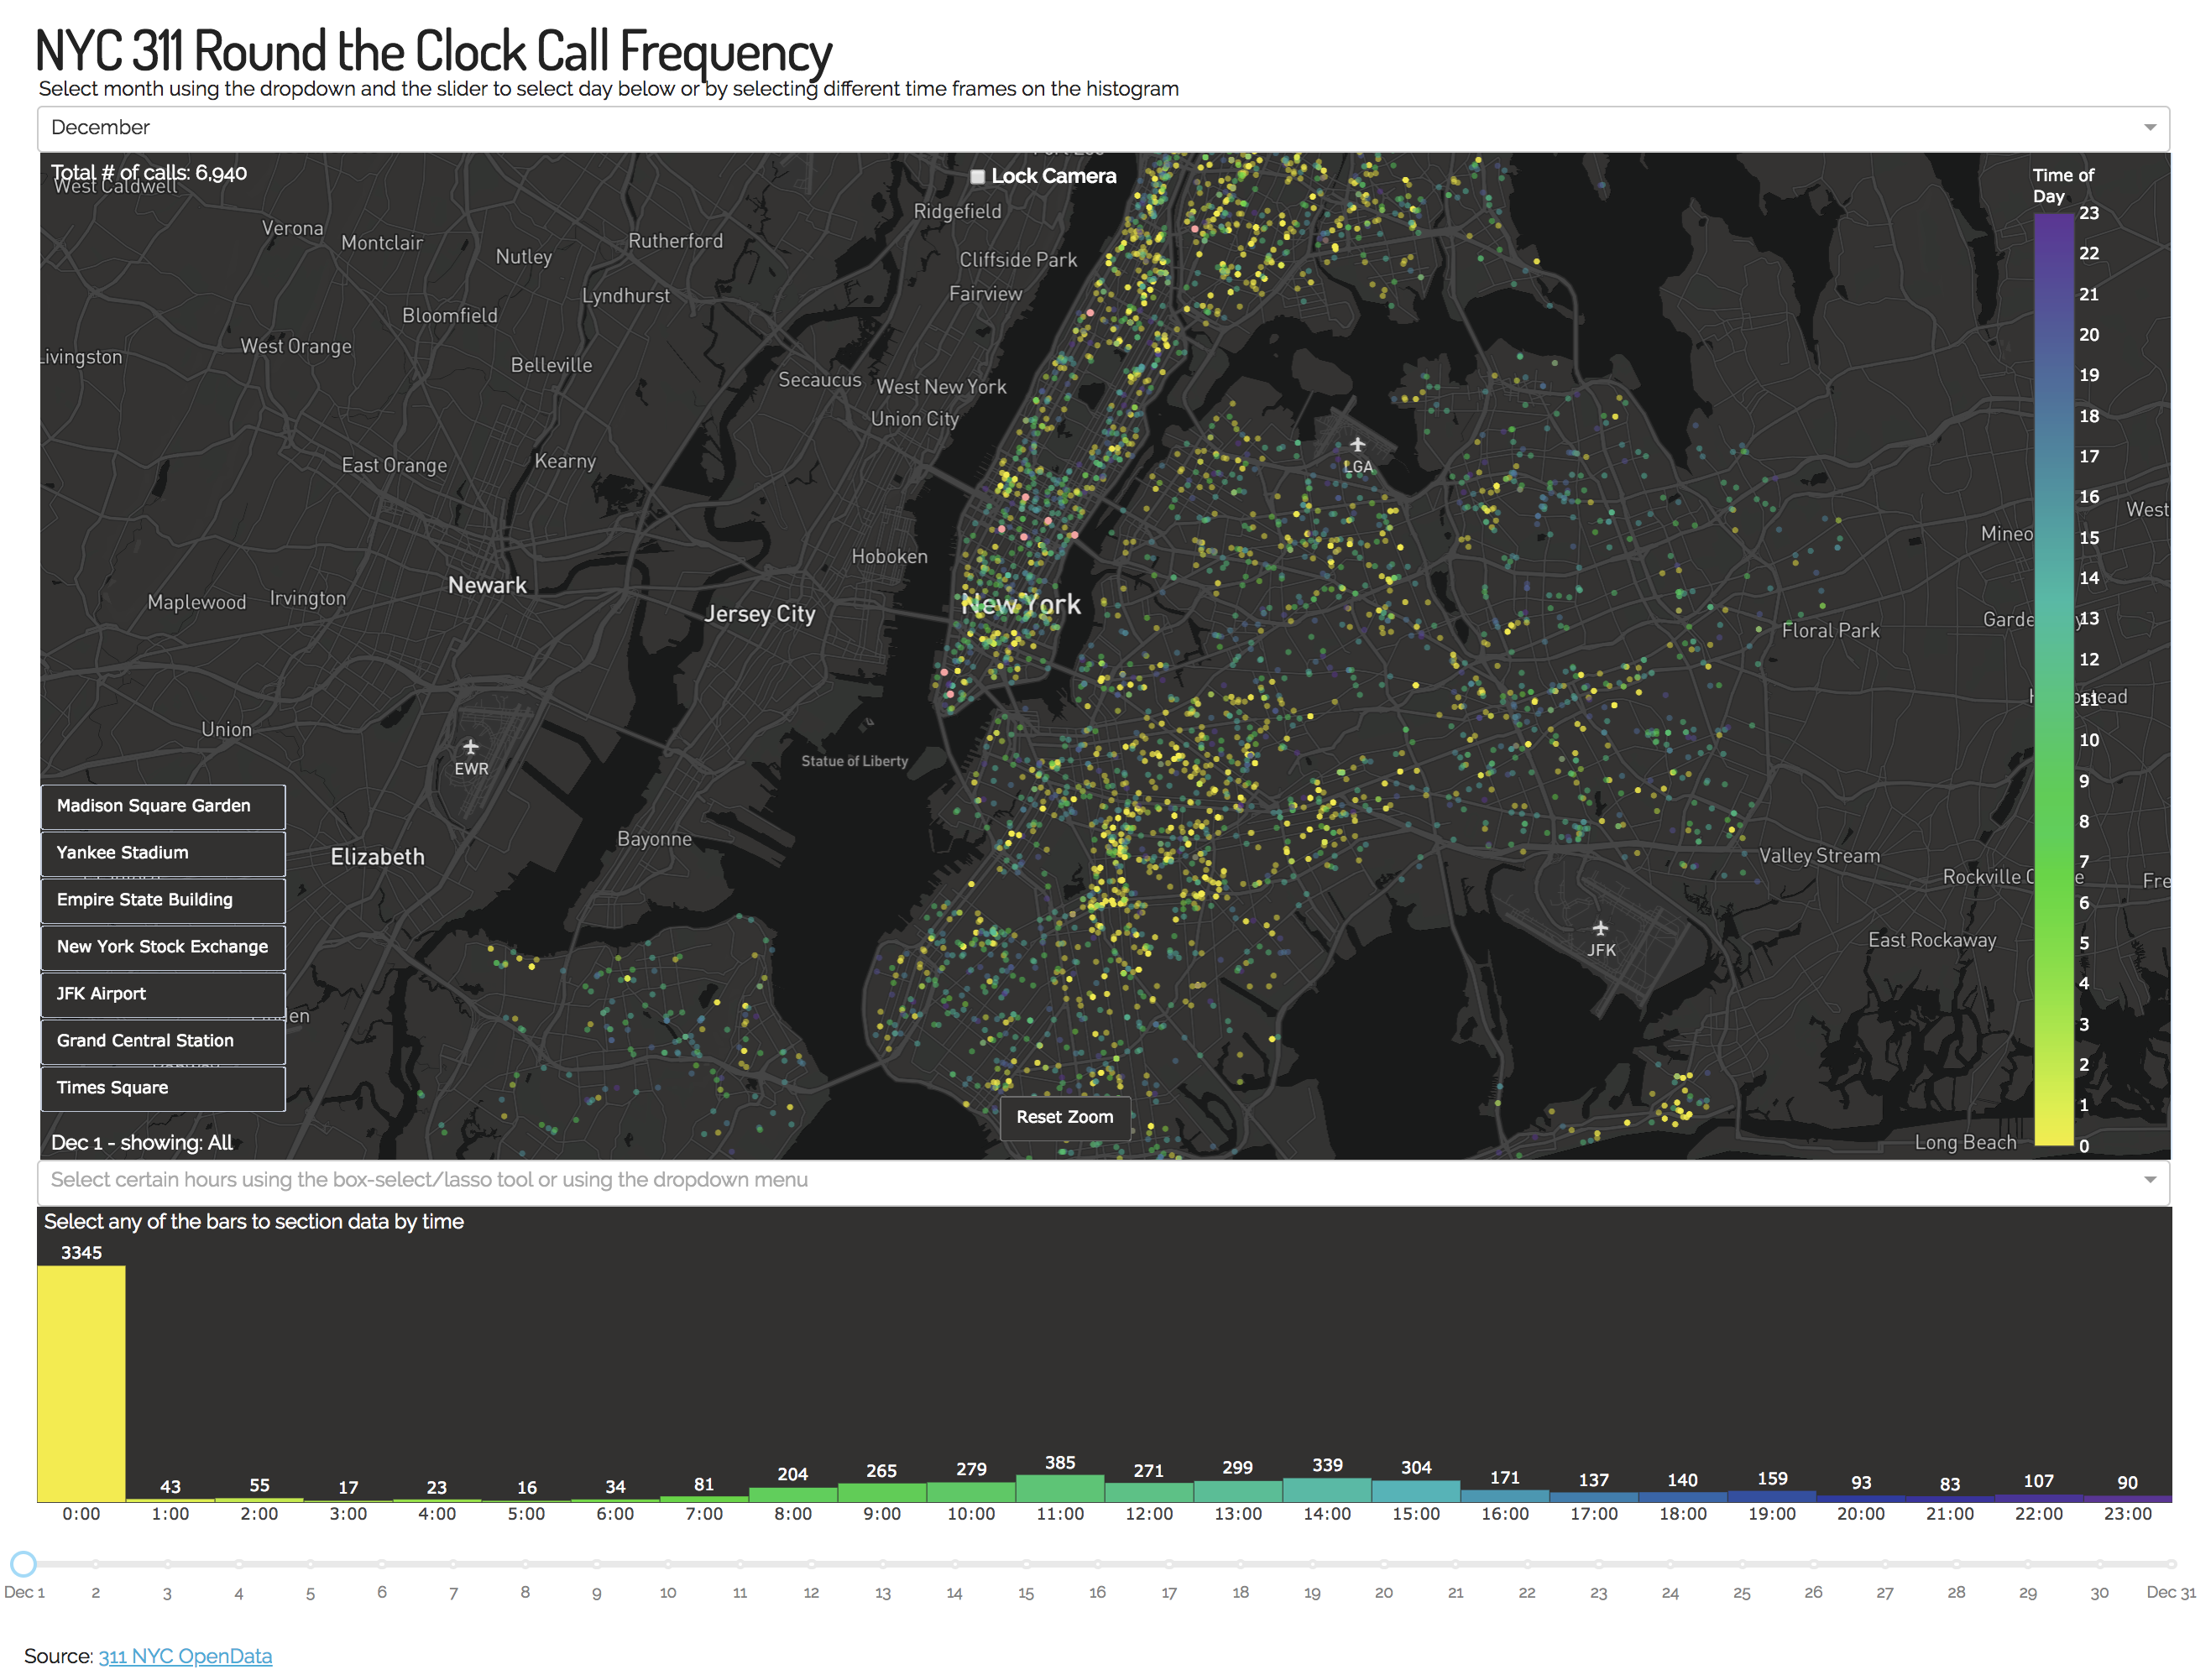 NYC 311 Round the Clock Call Frequency
Select month using the dropdown and the slider to select day below or by selecting different time frames on the histogram
December
Total # of calls: 6,940
Lock Camera
Time of
Day
West Caldwell
Verona
Montclair
Nutley
Rutherford
Ridgefield
Cliffside Park
Fairview
Lyndhurst
Bloomfield
West Orange
Livingston
Belleville
Secaucus
West New York
Union City
East Orange
Kearny
LGA
Hoboken
Newark
Maplewood
Irvington
Jersey City
New York
Floral Park
Mineo
West
Garde
Union
EWR
Statue of Liberty
Bayonne
Elizabeth
Valley Stream
Rockville
Fre
JFK
East Rockaway
Long Beach
23
22
21
20
19
18
17
16
15
14
13
12
11
10
9
8
7
6
5
4
3
2
1
0
Madison Square Garden
Yankee Stadium
Empire State Building
New York Stock Exchange
JFK Airport
Grand Central Station
Times Square
Reset Zoom
Dec 1 - showing: All
Select certain hours using the box-select/lasso tool or using the dropdown menu
Select any of the bars to section data by time
3345 43 55 17 23 16 34 81 204 265 279 385 271 299 339 304 171 137 140 159 93 83 107 90
0:00 1:00 2:00 3:00 4:00 5:00 6:00 7:00 8:00 9:00 10:00 11:00 12:00 13:00 14:00 15:00 16:00 17:00 18:00 19:00 20:00 21:00 22:00 23:00
Dec 1 2 3 4 5 6 7 8 9 10 11 12 13 14 15 16 17 18 19 20 21 22 23 24 25 26 27 28 29 30 Dec 31
Source: 311 NYC OpenData